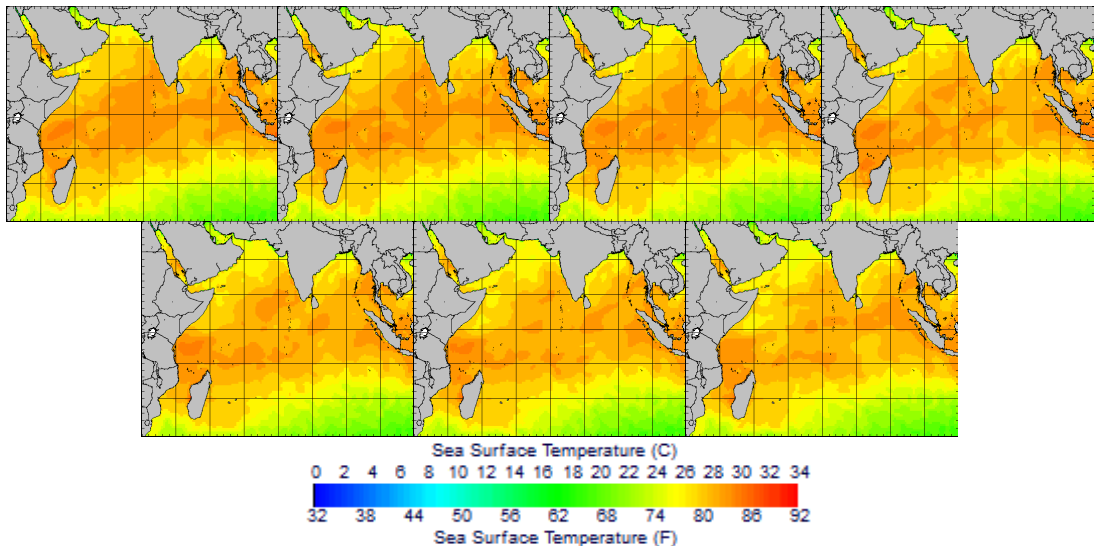 Sea Surface Temperature (C)
0 2 4 6 8 10 12 14 16 18 20 22 24 26 28 30 32 34
32 38 44 50 56 62 68 74 80 86 92
Sea Surface Temperature (F)